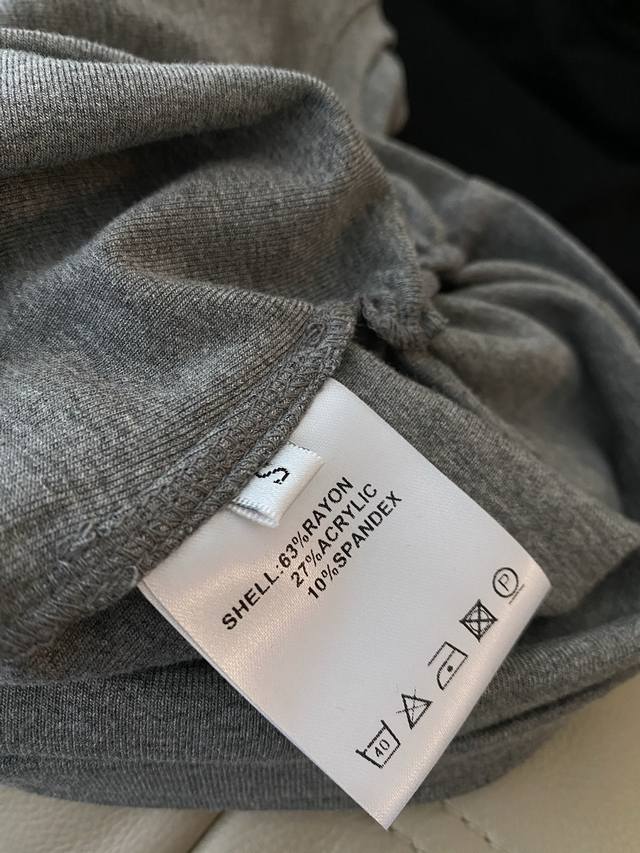 S
SHELL:63%RAYON
27%ACRYLIC
10%SPANDEX
40
P